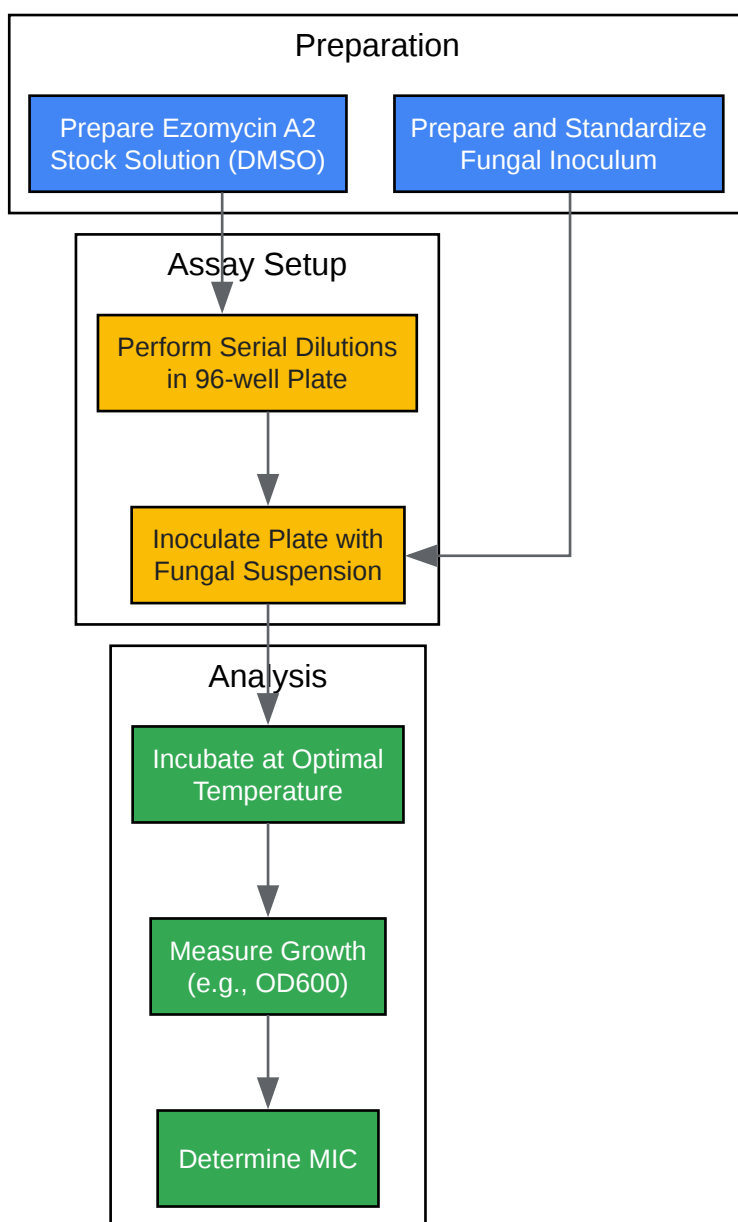 Preparation
Prepare Ezomycin A2
Stock Solution (DMSO)
Prepare and Standardize
Fungal Inoculum
Assay Setup
Perform Serial Dilutions
in 96-well Plate
Inoculate Plate with
Fungal Suspension
Analysis
Incubate at Optimal
Temperature
Measure Growth
(e.g., OD600)
Determine MIC